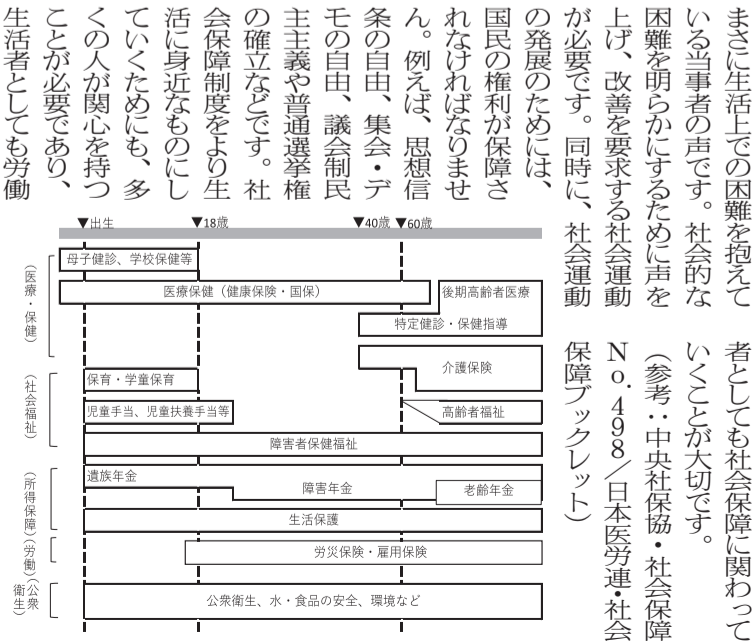 まさに生活上での困難を抱えて
いる当事者の声です。社会的な
困難を明らかにするために声を
上げ、改善を要求する社会運動
が必要です。同時に、社会運動
の発展のためには、
国民の権利が保障さ
れなければなりませ
ん。例えば、思想信
条の自由、集会・デ
モの自由、議会制民
主主義や普通選挙権
の確立などです。社
会保障制度をより生
活に身近なものにし
ていくためにも、多
くの人が関心を持つ
ことが必要であり、
生活者としても労働
者としても社会保障に関わって
いくことが大切です。
（参考：中央社保協・社会保障
No.498／日本医労連・社会
保障ブックレット）
▼出生 ▼18歳 ▼40歳 ▼60歳
（医療・保健）
母子健診、学校保健等
医療保健（健康保険・国保）
後期高齢者医療
特定健診・保健指導
介護保険
（社会福祉）
保育・学童保育
児童手当、児童扶養手当等
高齢者福祉
障害者保健福祉
（所得保障）
遺族年金
障害年金
老齢年金
生活保護
（労働）
労災保険・雇用保険
（公衆
衛生）
公衆衛生、水・食品の安全、環境など